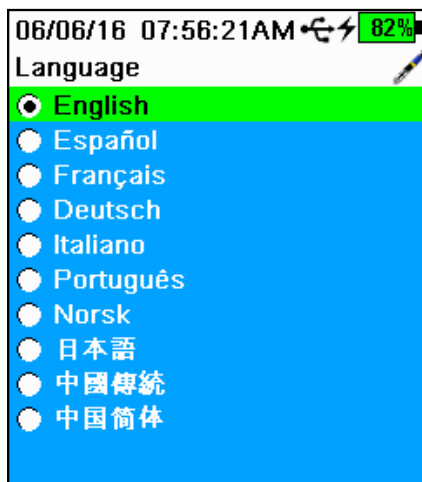 06/06/16 07:56:21AM 82%
Language
English
Español
Français
Deutsch
Italiano
Português
Norsk
日本語
中國傳統
中国简体